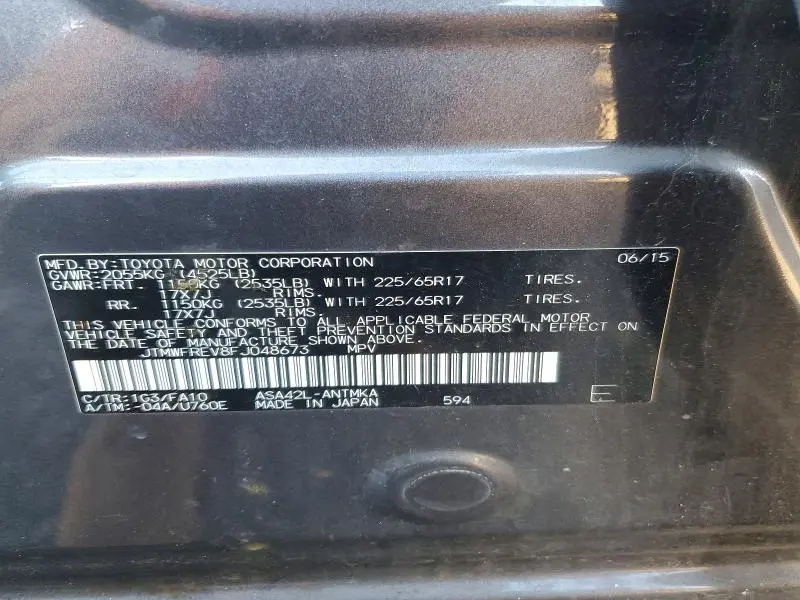 MFD.BY:TOYOTA MOTOR CORPORATION 06/15
GVWR:2055KG (4525LB)
GAWR:FRT. 1150KG (2535LB) WITH 225/65R17 TIRES.
17X7J RIMS.
RR. 1150KG (2535LB) WITH 225/65R17 TIRES.
17X7J RIMS.
THIS VEHICLE CONFORMS TO ALL APPLICABLE FEDERAL MOTOR
VEHICLE SAFETY AND THEFT PREVENTION STANDARDS IN EFFECT ON
THE DATE OF MANUFACTURE SHOWN ABOVE.
JTMWFREV8FJ048673 MPV
C/TR:1G3/FA10 ASA42L-ANTMKA
A/TM:-04A/U760E MADE IN JAPAN 594 E